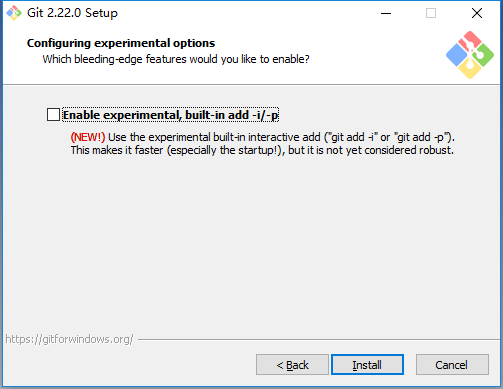 Git 2.22.0 Setup
Configuring experimental options
Which bleeding-edge features would you like to enable?
Enable experimental, built-in add -i/-p
(NEW!) Use the experimental built-in interactive add ("git add -i" or "git add -p").
This makes it faster (especially the startup!), but it is not yet considered robust.
https://gitforwindows.org/
< Back Install Cancel